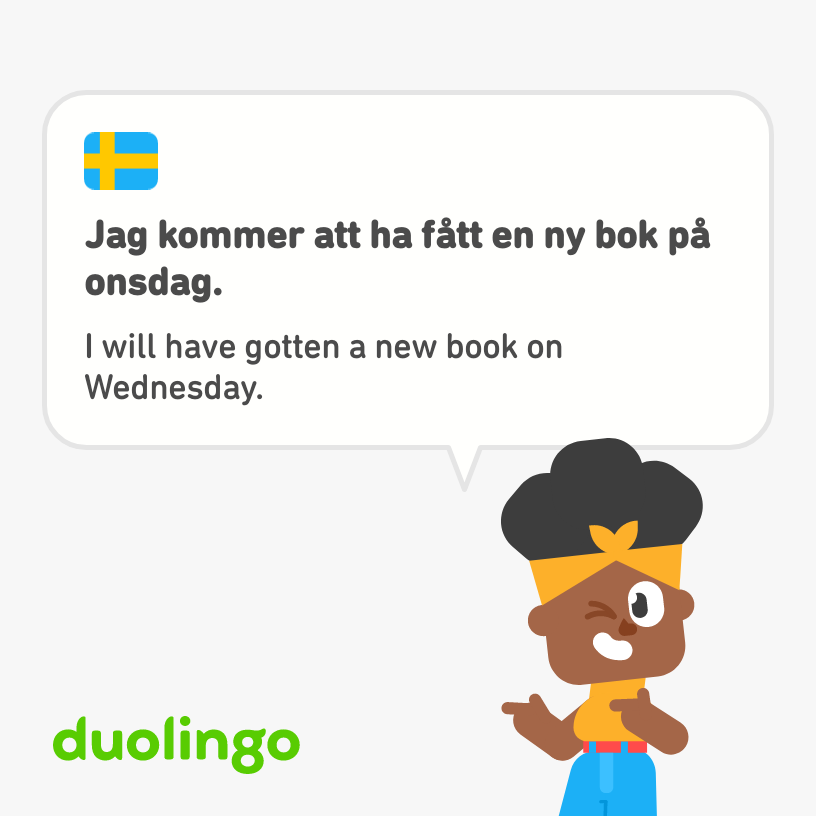 Jag kommer att ha fått en ny bok på
onsdag.
I will have gotten a new book on
Wednesday.
duolingo